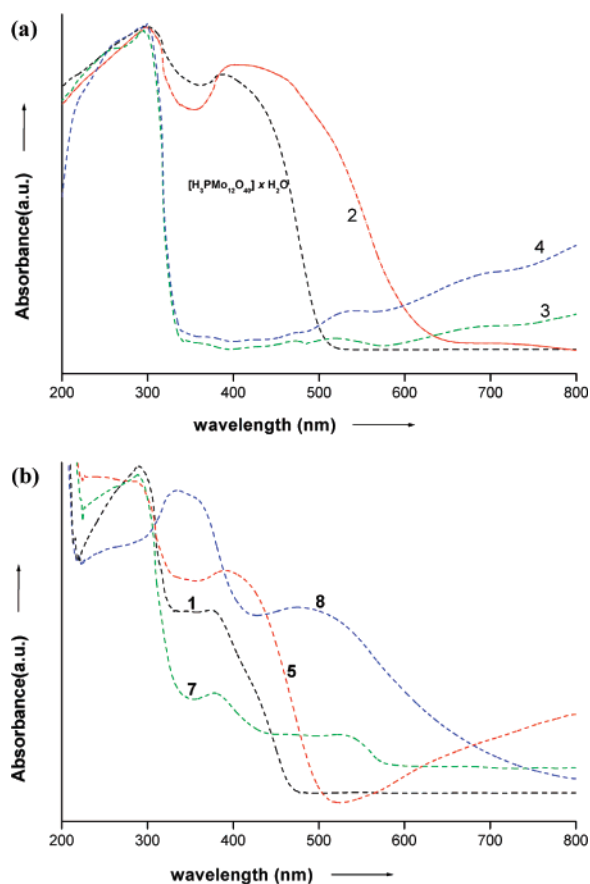 (a)
Absorbance(a.u.)
[H₃PMo₁₂O₄₀] x H₂O
2
4
3
200 300 400 500 600 700 800
wavelength (nm)
(b)
Absorbance(a.u.)
1
8
5
7
200 300 400 500 600 700 800
wavelength (nm)